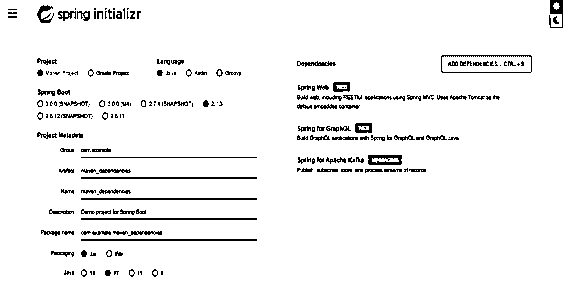 spring initializr
Project
Maven Project Gradle Project
Language
Java Kotlin Groovy
Spring Boot
3.0.0 (SNAPSHOT) 3.0.0 (M4) 2.7.4 (SNAPSHOT) 2.7.3
2.6.12 (SNAPSHOT) 2.6.11
Project Metadata
Group com.example
Artifact maven_dependencies
Name maven_dependencies
Description Demo project for Spring Boot
Package name com.example.maven_dependencies
Packaging Jar War
Java 18 17 11 8
Dependencies
ADD DEPENDENCIES... CTRL + B
Spring Web WEB
Build web, including RESTful, applications using Spring MVC. Uses Apache Tomcat as the
default embedded container.
Spring for GraphQL WEB
Build GraphQL applications with Spring for GraphQL and GraphQL Java.
Spring for Apache Kafka MESSAGING
Publish, subscribe, store, and process streams of records.